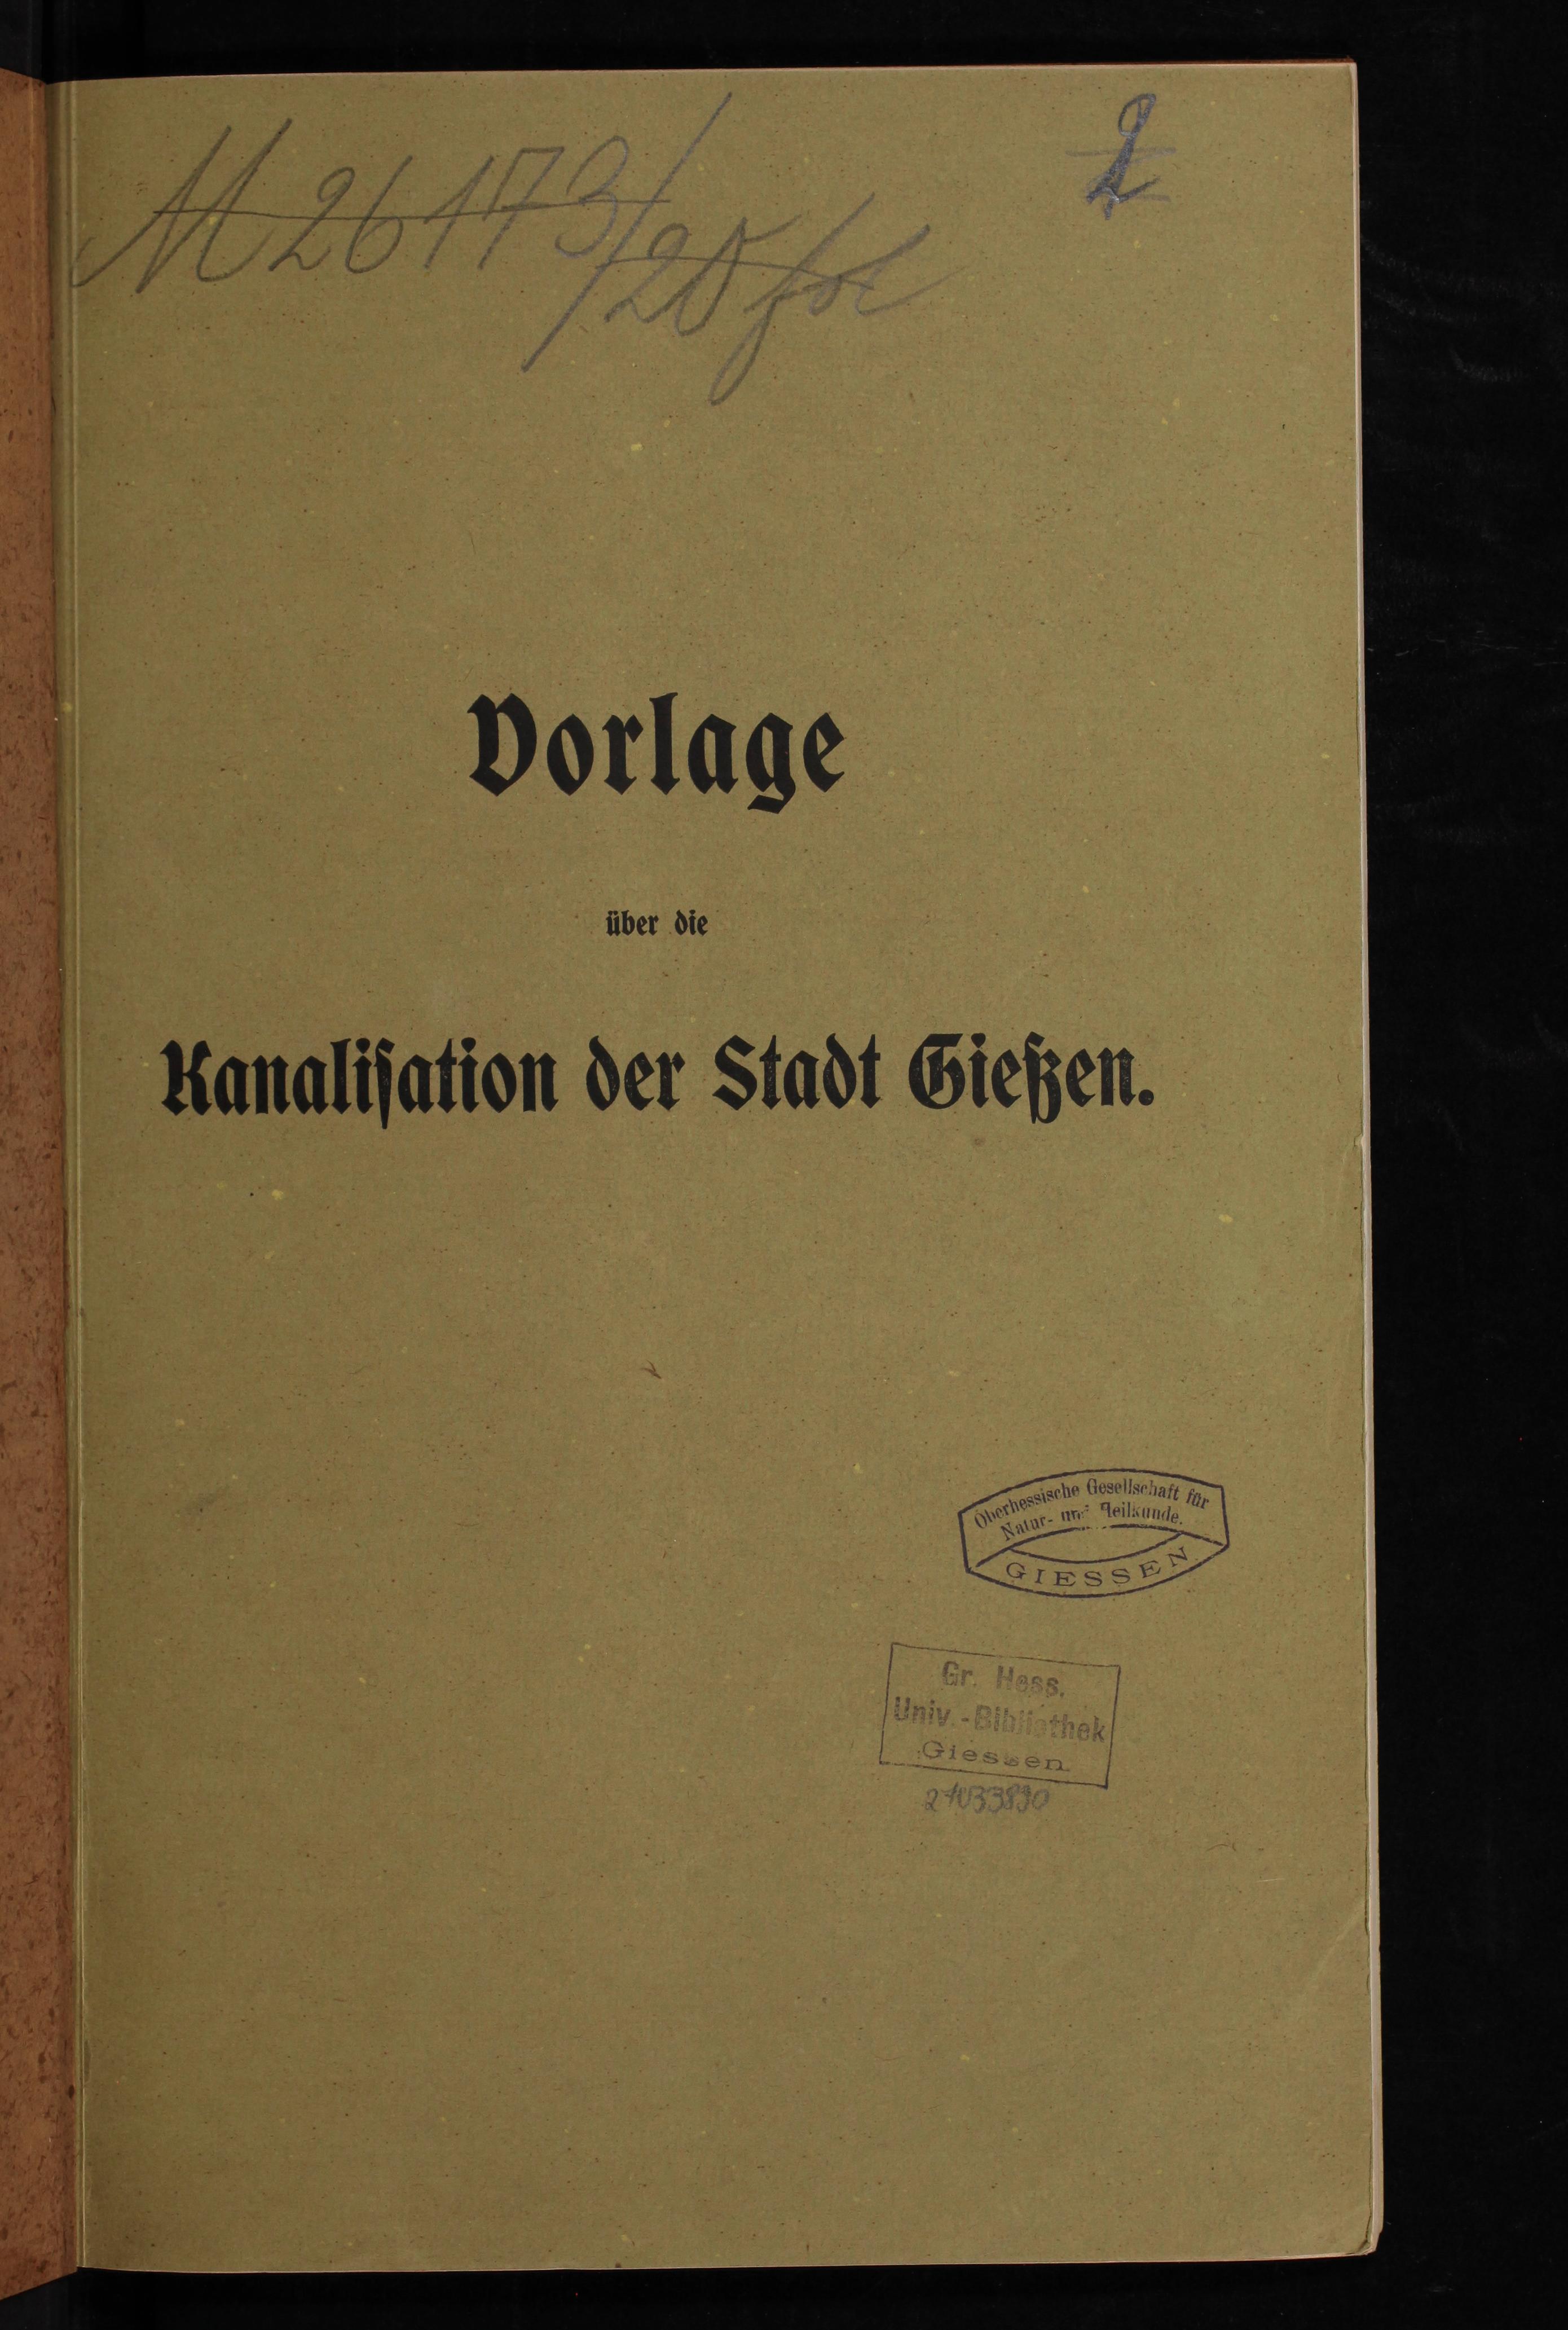 M 26173/
/25 fol
2
Vorlage
über die
Kanaliſation der Stadt Gießen.
Oberhessische Gesellschaft für
Natur- und Heilkunde.
GIESSEN
Gr. Hess.
Univ.-Bibliothek
Giessen